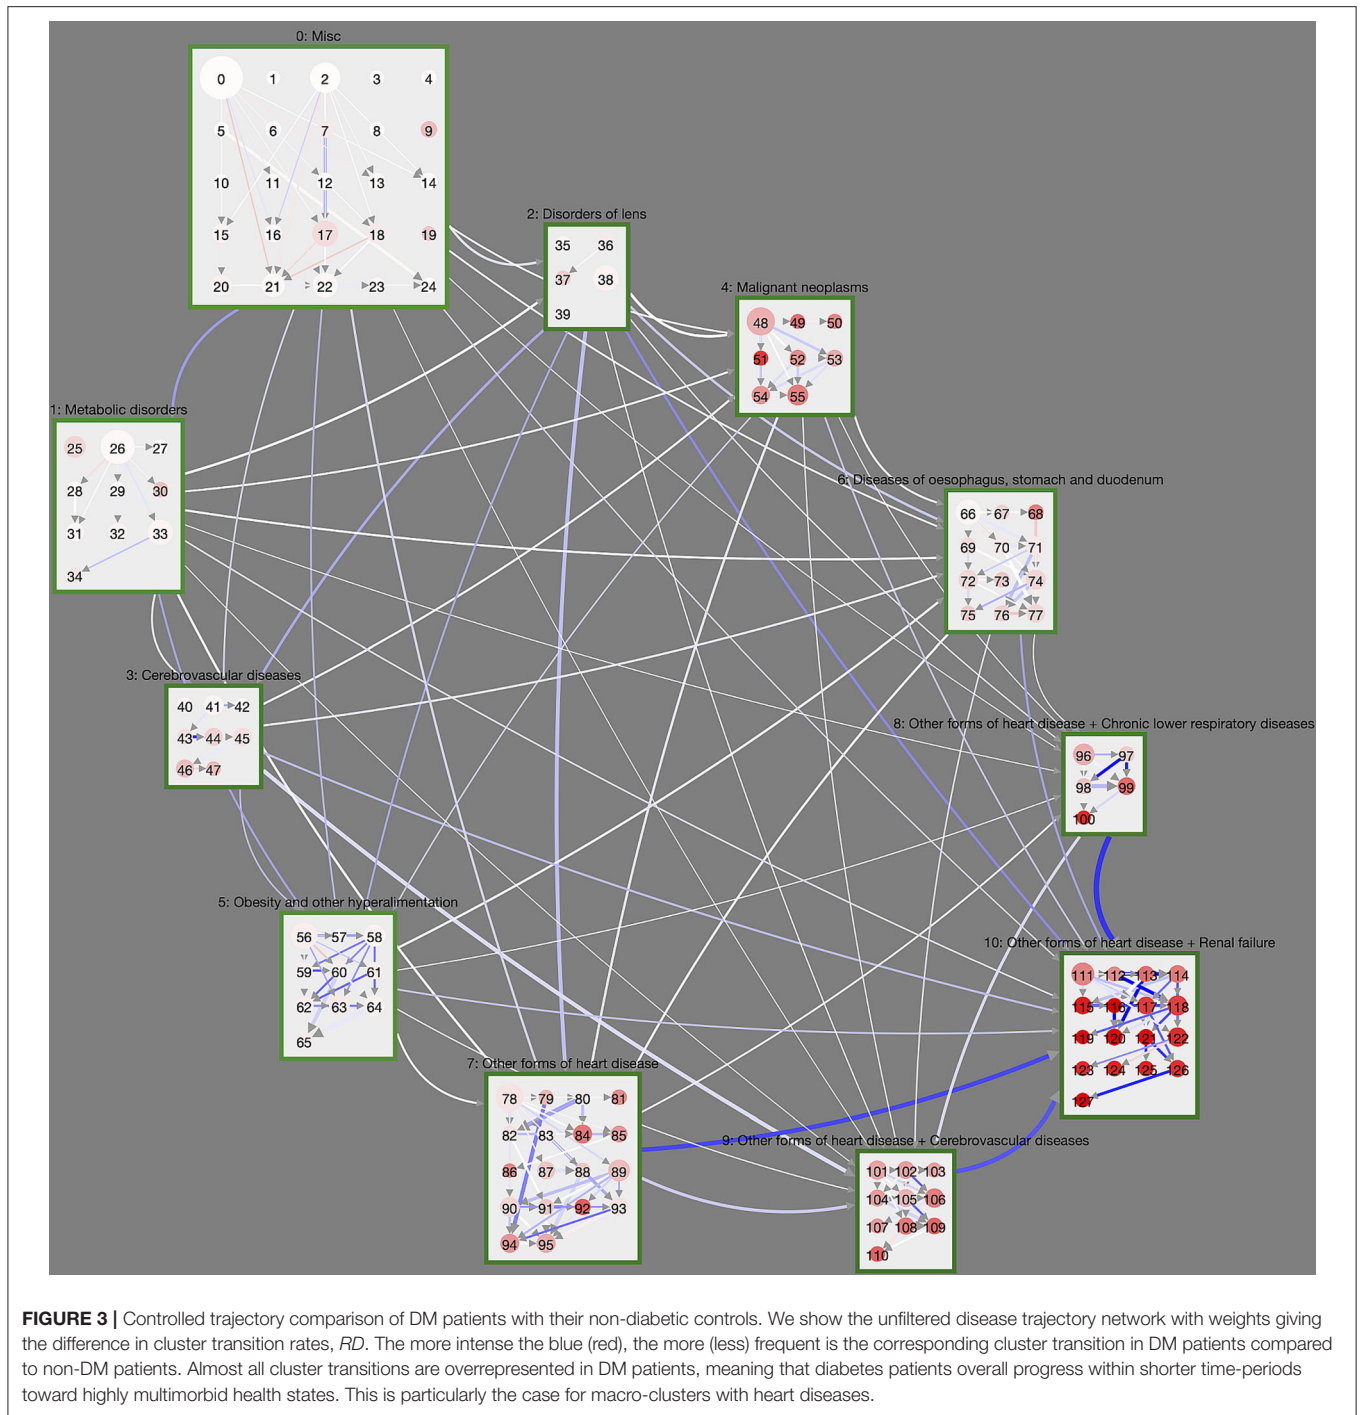 0: Misc
0 1 2 3 4
5 6 7 8 9
10 11 12 13 14
15 16 17 18 19
20 21 22 23 24
2: Disorders of lens
35 36
37 38
39
4: Malignant neoplasms
48 49 50
51 52 53
54 55
1: Metabolic disorders
25 26 27
28 29 30
31 32 33
34
6: Diseases of oesophagus, stomach and duodenum
66 67 68
69 70 71
72 73 74
75 76 77
3: Cerebrovascular diseases
40 41 42
43 44 45
46 47
8: Other forms of heart disease + Chronic lower respiratory diseases
96 97
98 99
100
5: Obesity and other hyperalimentation
56 57 58
59 60 61
62 63 64
65
10: Other forms of heart disease + Renal failure
111 112 113 114
115 116 117 118
119 120 121 122
123 124 125 126
127
7: Other forms of heart disease
78 79 80 81
82 83 84 85
86 87 88 89
90 91 92 93
94 95
9: Other forms of heart disease + Cerebrovascular diseases
101 102 103
104 105 106
107 108 109
110
FIGURE 3 | Controlled trajectory comparison of DM patients with their non-diabetic controls. We show the unfiltered disease trajectory network with weights giving
the difference in cluster transition rates, RD. The more intense the blue (red), the more (less) frequent is the corresponding cluster transition in DM patients compared
to non-DM patients. Almost all cluster transitions are overrepresented in DM patients, meaning that diabetes patients overall progress within shorter time-periods
toward highly multimorbid health states. This is particularly the case for macro-clusters with heart diseases.